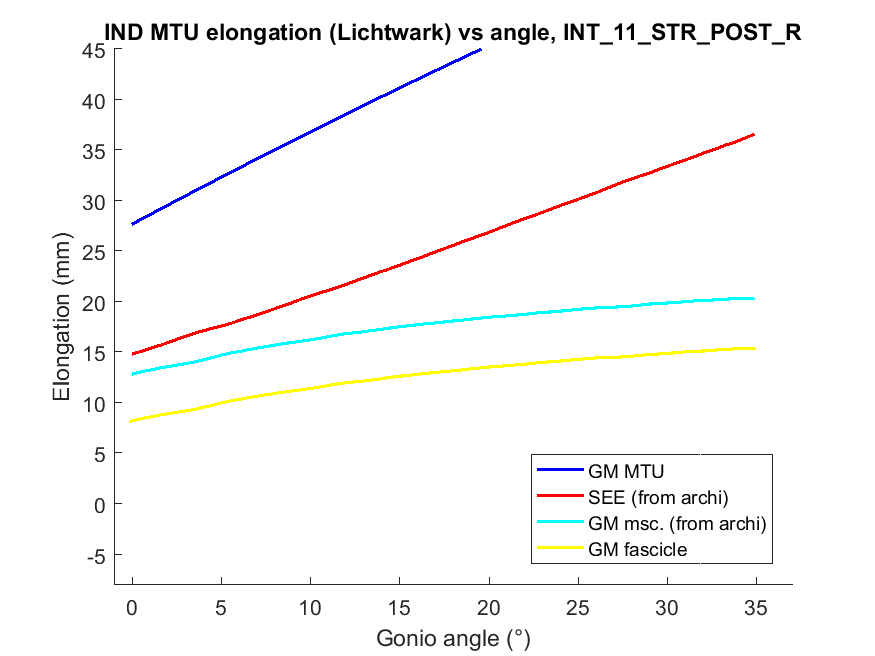 IND MTU elongation (Lichtwark) vs angle, INT_11_STR_POST_R
45
40
35
30
25
20
15
10
5
0
-5
Elongation (mm)
GM MTU
SEE (from archi)
GM msc. (from archi)
GM fascicle
0 5 10 15 20 25 30 35
Gonio angle (°)